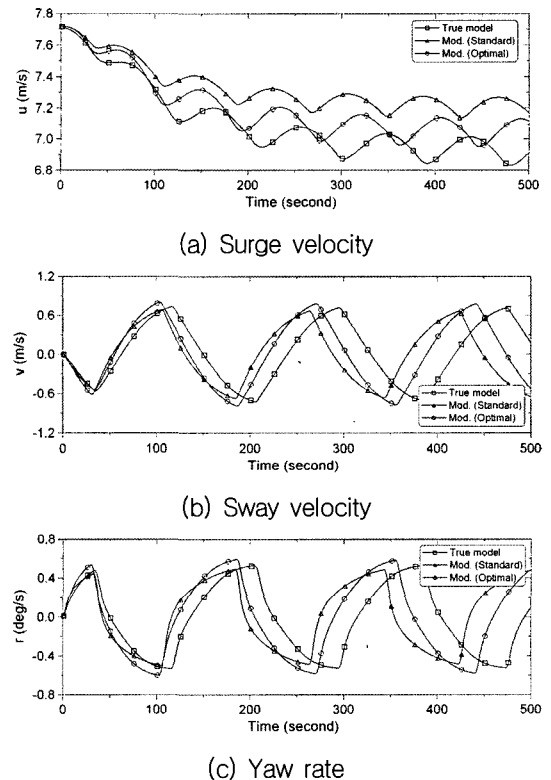 7.8
7.6
7.4
7.2
7.0
6.8
u (m/s)
True model
Mod. (Standard)
Mod. (Optimal)
0
100
200
300
400
500
Time (second)
(a) Surge velocity
1.2
0.6
0.0
-0.6
-1.2
v (m/s)
True model
Mod. (Standard)
Mod. (Optimal)
0
100
200
300
400
500
Time (second)
(b) Sway velocity
0.8
0.4
0.0
-0.4
-0.8
r (deg/s)
True model
Mod. (Standard)
Mod. (Optimal)
0
100
200
300
400
500
Time (second)
(c) Yaw rate